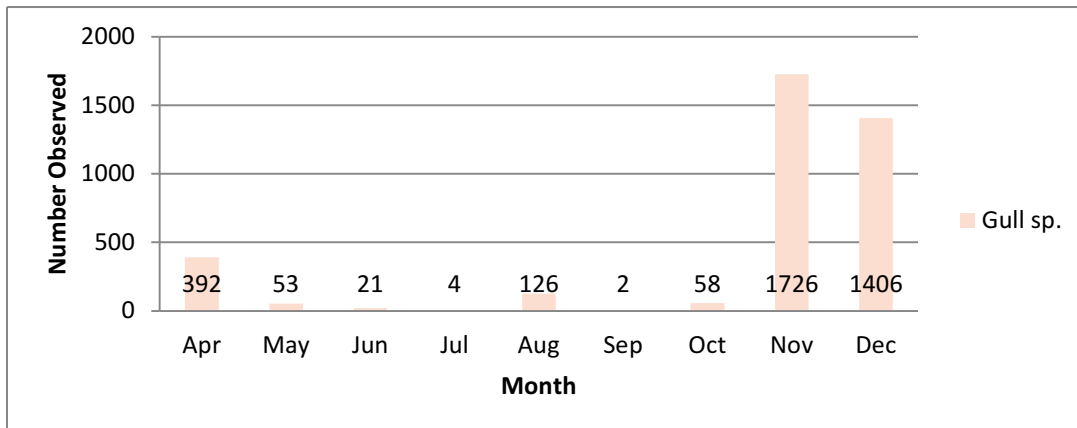 2000
1500
1000
500
0
Number Observed
392 53 21 4 126 2 58 1726 1406
Apr May Jun Jul Aug Sep Oct Nov Dec
Month
Gull sp.